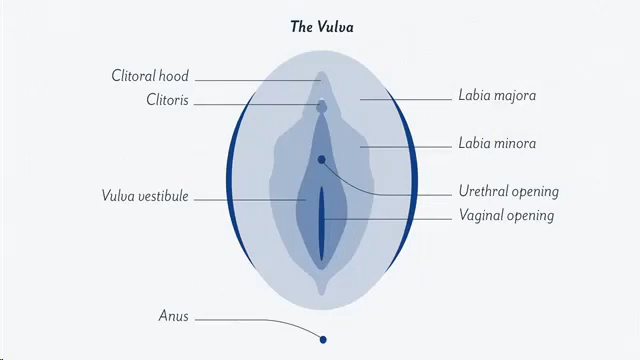 The Vulva
Clitoral hood
Clitoris
Labia majora
Labia minora
Vulva vestibule
Urethral opening
Vaginal opening
Anus